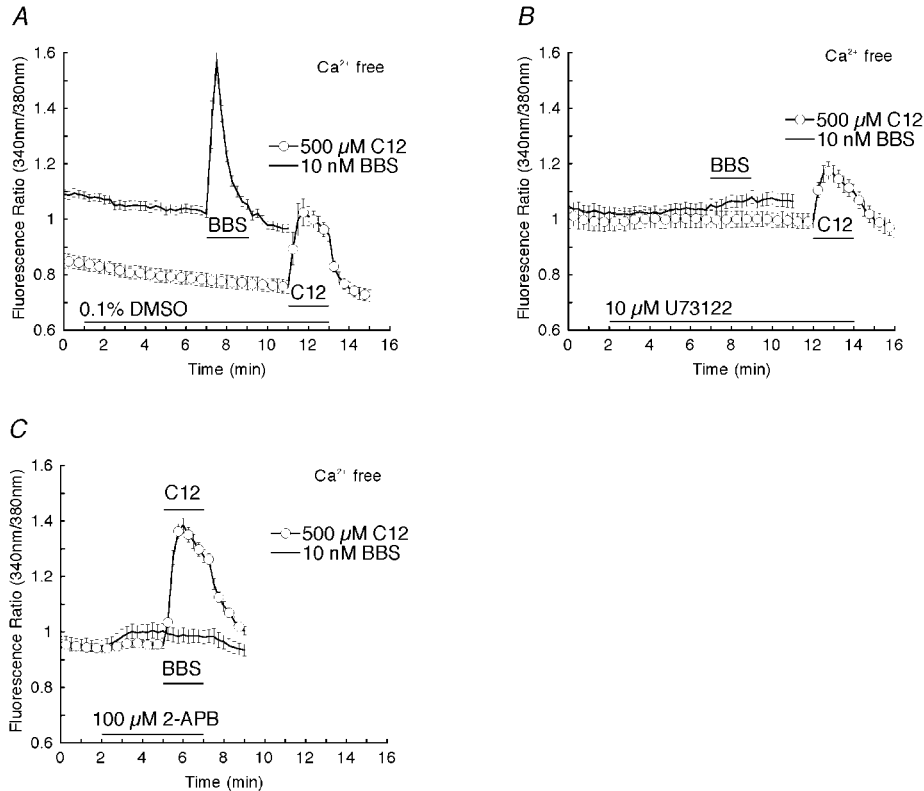 A
Fluorescence Ratio (340nm/380nm)
1.6
1.4
1.2
1
0.8
0.6
Ca²⁺ free
500 µM C12
10 nM BBS
BBS
C12
0.1% DMSO
0 2 4 6 8 10 12 14 16
Time (min)
B
Fluorescence Ratio (340nm/380nm)
1.6
1.4
1.2
1
0.8
0.6
Ca²⁺ free
500 µM C12
10 nM BBS
BBS
C12
10 µM U73122
0 2 4 6 8 10 12 14 16
Time (min)
C
Fluorescence Ratio (340nm/380nm)
1.6
1.4
1.2
1
0.8
0.6
Ca²⁺ free
C12
500 µM C12
10 nM BBS
BBS
100 µM 2-APB
0 2 4 6 8 10 12 14 16
Time (min)